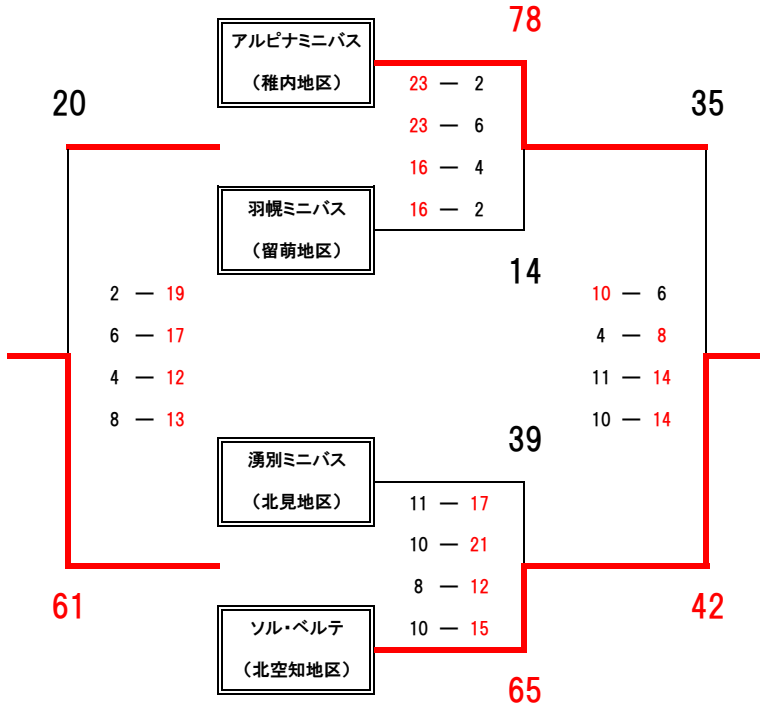 78
アルピナミニバス
（稚内地区）
23 ― 2
20
35
23 ― 6
16 ― 4
羽幌ミニバス
16 ― 2
（留萌地区）
14
2 ― 19
10 ― 6
6 ― 17
4 ― 8
4 ― 12
11 ― 14
8 ― 13
10 ― 14
39
湧別ミニバス
（北見地区）
11 ― 17
10 ― 21
8 ― 12
61
42
ソル・ベルテ
10 ― 15
（北空知地区）
65